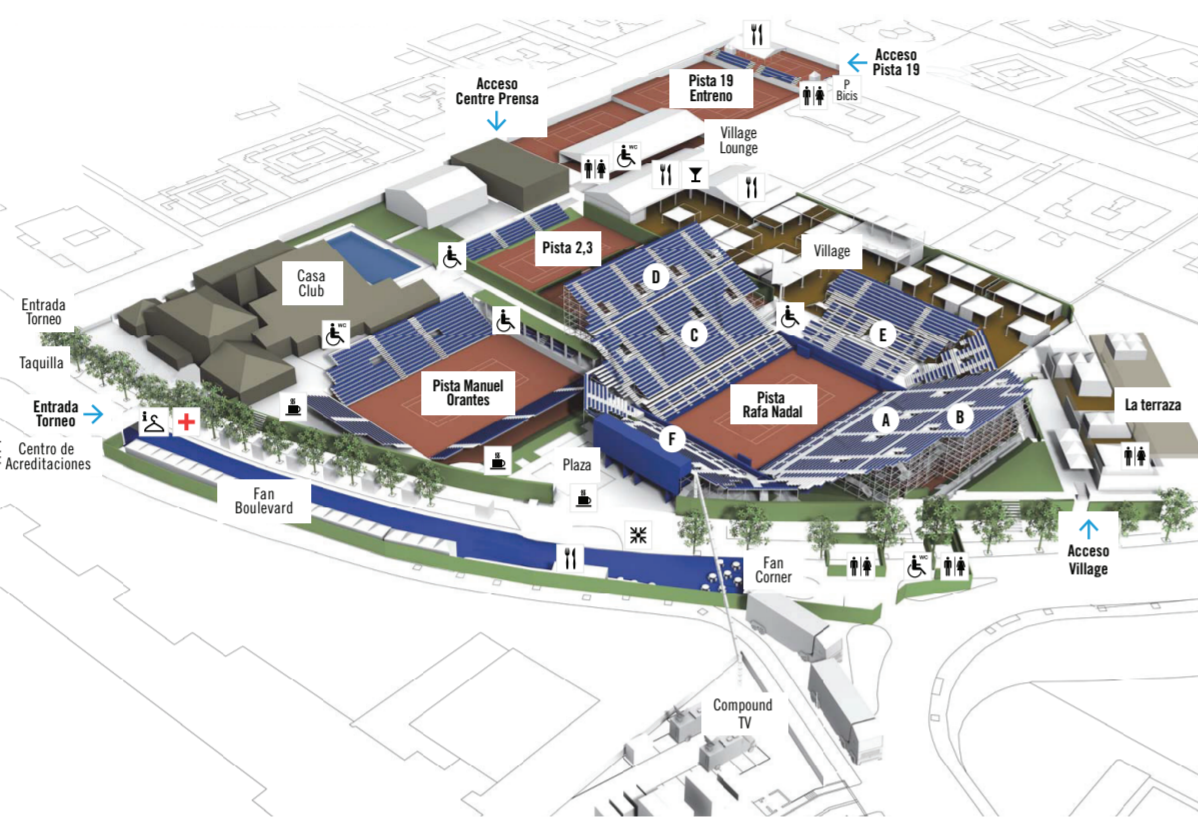 Acceso
Pista 19
Pista 19
Entreno
P
Bicis
Acceso
Centre Prensa
Village
Lounge
WC
Pista 2,3
Village
Casa
Club
D
C
E
WC
Entrada
Torneo
Taquilla
Entrada
Torneo
Centro de
Acreditaciones
Pista Manuel
Orantes
Pista
Rafa Nadal
A
B
La terraza
F
Plaza
Fan
Boulevard
Fan
Corner
WC
Acceso
Village
Compound
TV